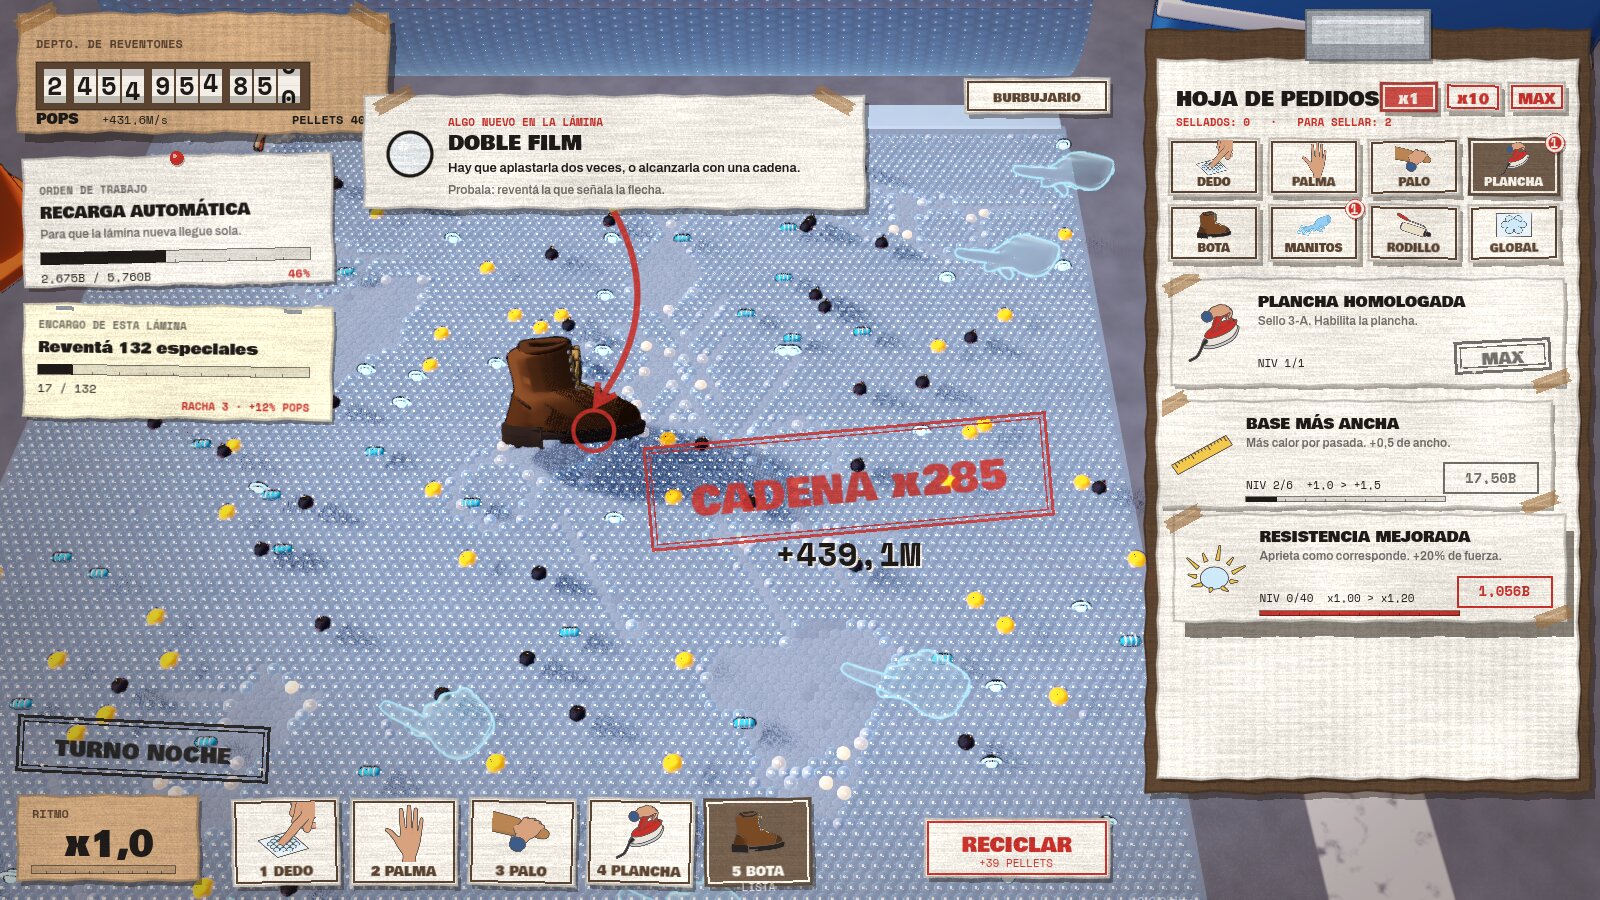 DEPTO. DE REVENTONES
2 454 954 85
POPS +431.6M/s PELLETS 40
ORDEN DE TRABAJO
RECARGA AUTOMÁTICA
Para que la lámina nueva llegue sola.
2.675B / 5.760B 46%
ENCARGO DE ESTA LÁMINA
Reventá 132 especiales
17 / 132
RACHA 3 · +12% POPS
ALGO NUEVO EN LA LÁMINA
DOBLE FILM
Hay que aplastarla dos veces, o alcanzarla con una cadena.
Probala: reventá la que señala la flecha.
BURBUJARIO
CADENA x285
+439,1M
TURNO NOCHE
RITMO
x1,0
1 DEDO
2 PALMA
3 PALO
4 PLANCHA
5 BOTA
LISTA
RECICLAR
+39 PELLETS
HOJA DE PEDIDOS x1 x10 MAX
SELLADOS: 0 · PARA SELLAR: 2
DEDO PALMA PALO PLANCHA 1
BOTA MANITOS 1 RODILLO GLOBAL
PLANCHA HOMOLOGADA
Sello 3-A. Habilita la plancha.
NIV 1/1 MAX
BASE MÁS ANCHA
Más calor por pasada. +0,5 de ancho.
NIV 2/6 +1.0 > +1.5 17,50B
RESISTENCIA MEJORADA
Aprieta como corresponde. +20% de fuerza.
NIV 0/40 x1.00 > x1.20 1,056B